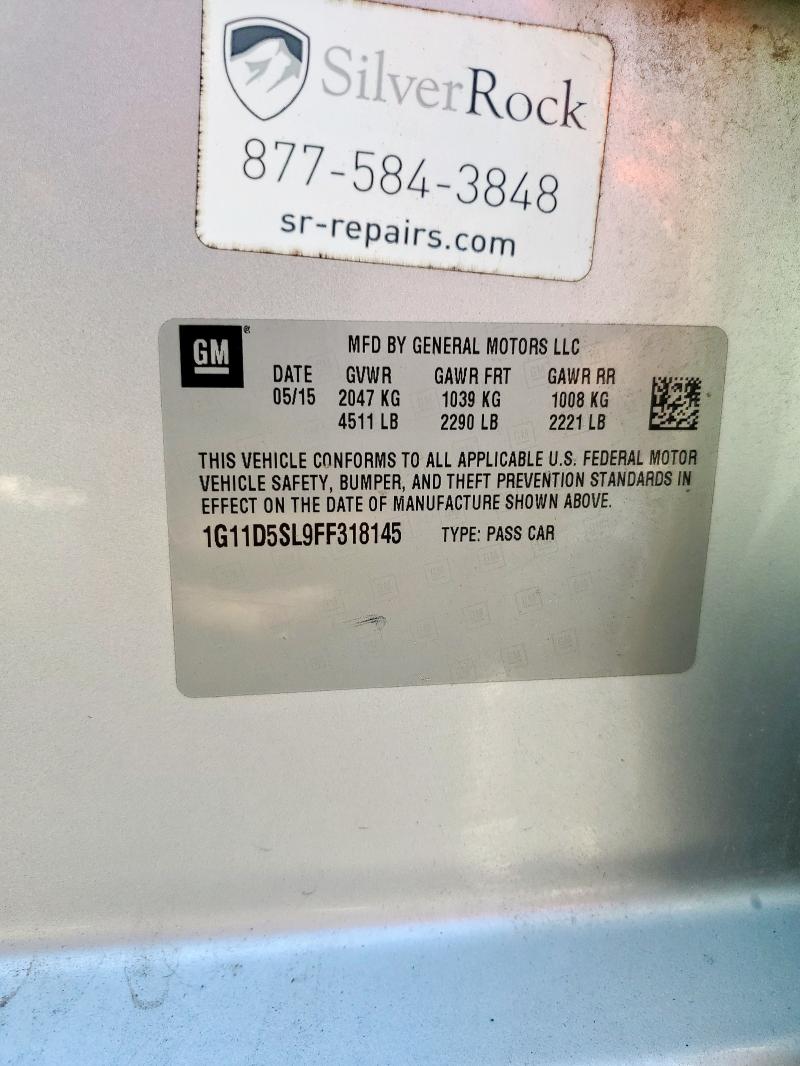 SilverRock
877-584-3848
sr-repairs.com
GM®
MFD BY GENERAL MOTORS LLC
DATE GVWR GAWR FRT GAWR RR
05/15 2047 KG 1039 KG 1008 KG
4511 LB 2290 LB 2221 LB
THIS VEHICLE CONFORMS TO ALL APPLICABLE U.S. FEDERAL MOTOR
VEHICLE SAFETY, BUMPER, AND THEFT PREVENTION STANDARDS IN
EFFECT ON THE DATE OF MANUFACTURE SHOWN ABOVE.
1G11D5SL9FF318145 TYPE: PASS CAR